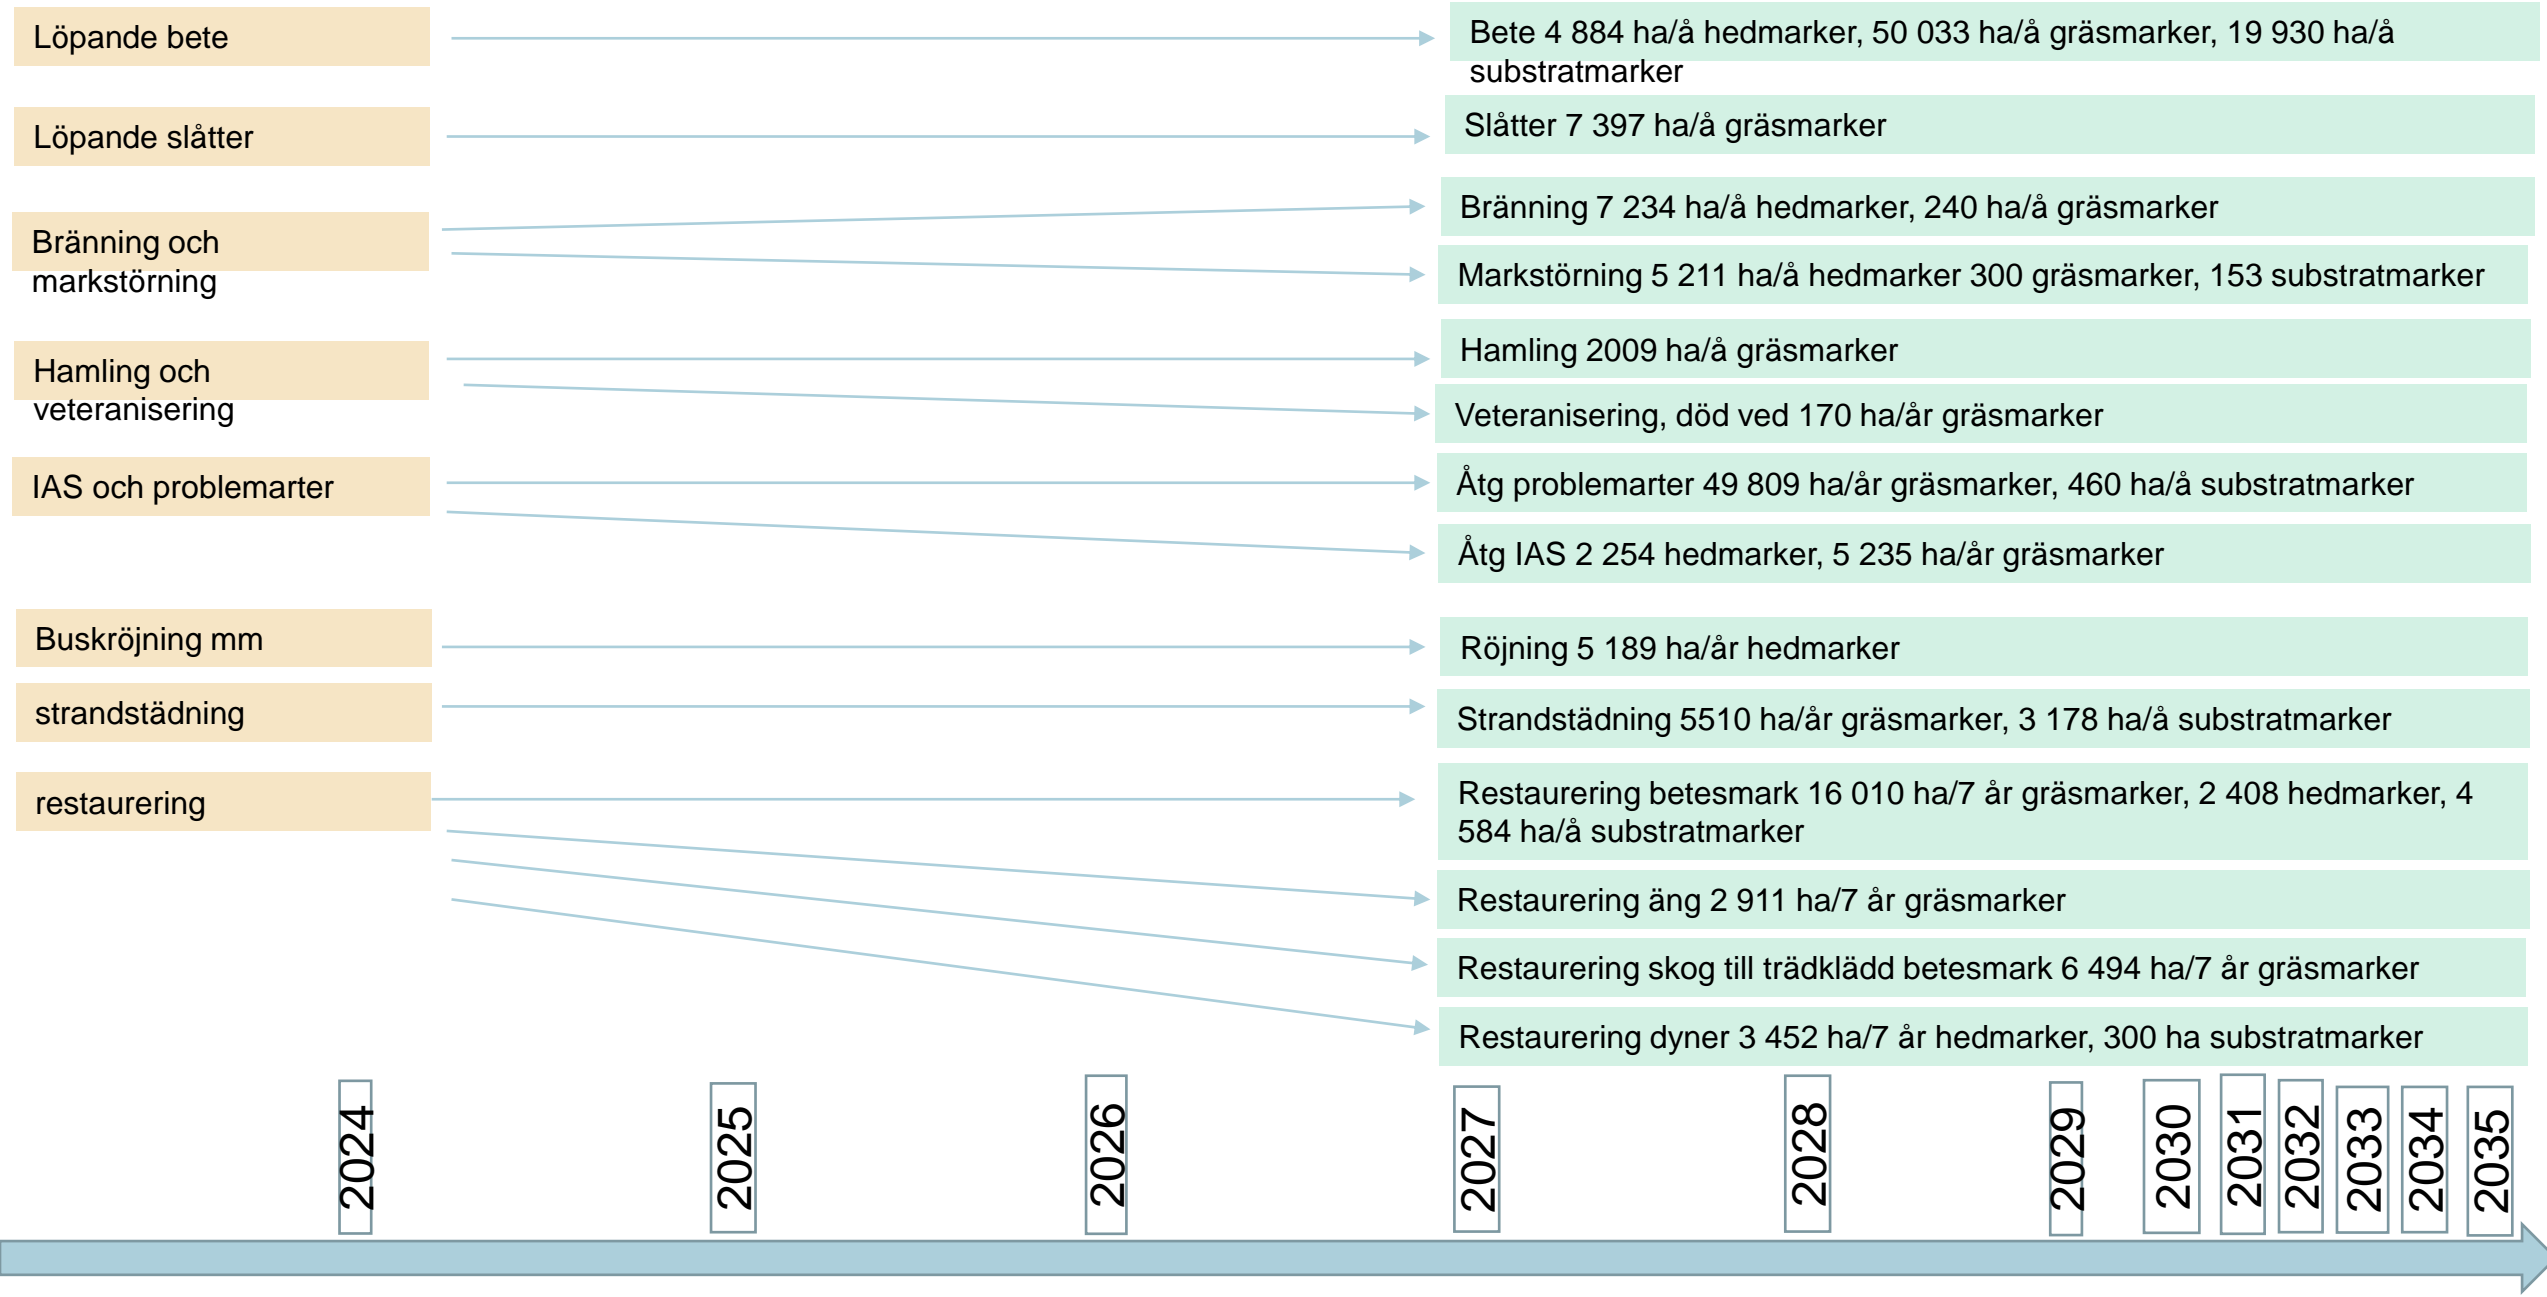 Löpande bete
Bete 4 884 ha/å hedmarker, 50 033 ha/å gräsmarker, 19 930 ha/å
substratmarker
Löpande slåtter
Slåtter 7 397 ha/å gräsmarker
Bränning och
markstörning
Bränning 7 234 ha/å hedmarker, 240 ha/å gräsmarker
Markstörning 5 211 ha/å hedmarker 300 gräsmarker, 153 substratmarker
Hamling och
veteranisering
Hamling 2009 ha/å gräsmarker
Veteranisering, död ved 170 ha/år gräsmarker
IAS och problemarter
Åtg problemarter 49 809 ha/år gräsmarker, 460 ha/å substratmarker
Åtg IAS 2 254 hedmarker, 5 235 ha/år gräsmarker
Buskröjning mm
Röjning 5 189 ha/år hedmarker
strandstädning
Strandstädning 5510 ha/år gräsmarker, 3 178 ha/å substratmarker
restaurering
Restaurering betesmark 16 010 ha/7 år gräsmarker, 2 408 hedmarker, 4
584 ha/å substratmarker
Restaurering äng 2 911 ha/7 år gräsmarker
Restaurering skog till trädklädd betesmark 6 494 ha/7 år gräsmarker
Restaurering dyner 3 452 ha/7 år hedmarker, 300 ha substratmarker
2024
2025
2026
2027
2028
2029
2030
2031
2032
2033
2034
2035